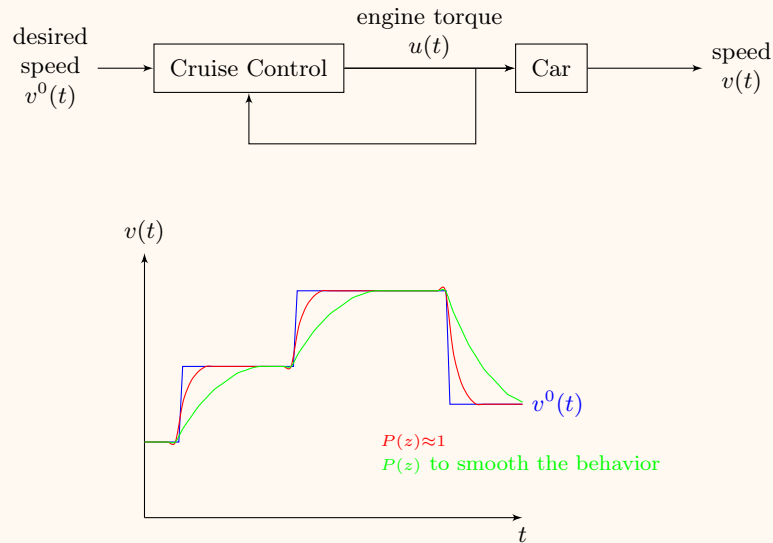 desired
speed
v⁰(t)
Cruise Control
engine torque
u(t)
Car
speed
v(t)
v(t)
v⁰(t)
P(z)≈1
P(z) to smooth the behavior
t